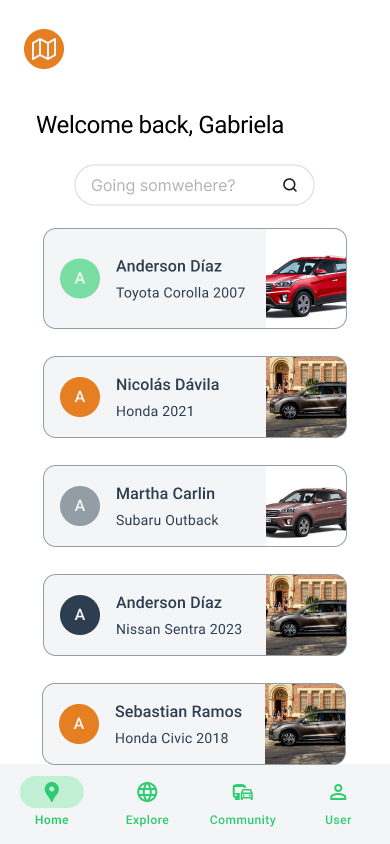 Welcome back, Gabriela
Going somwehere?
A
Anderson Díaz
Toyota Corolla 2007
A
Nicolás Dávila
Honda 2021
A
Martha Carlin
Subaru Outback
A
Anderson Díaz
Nissan Sentra 2023
A
Sebastian Ramos
Honda Civic 2018
Home Explore Community User